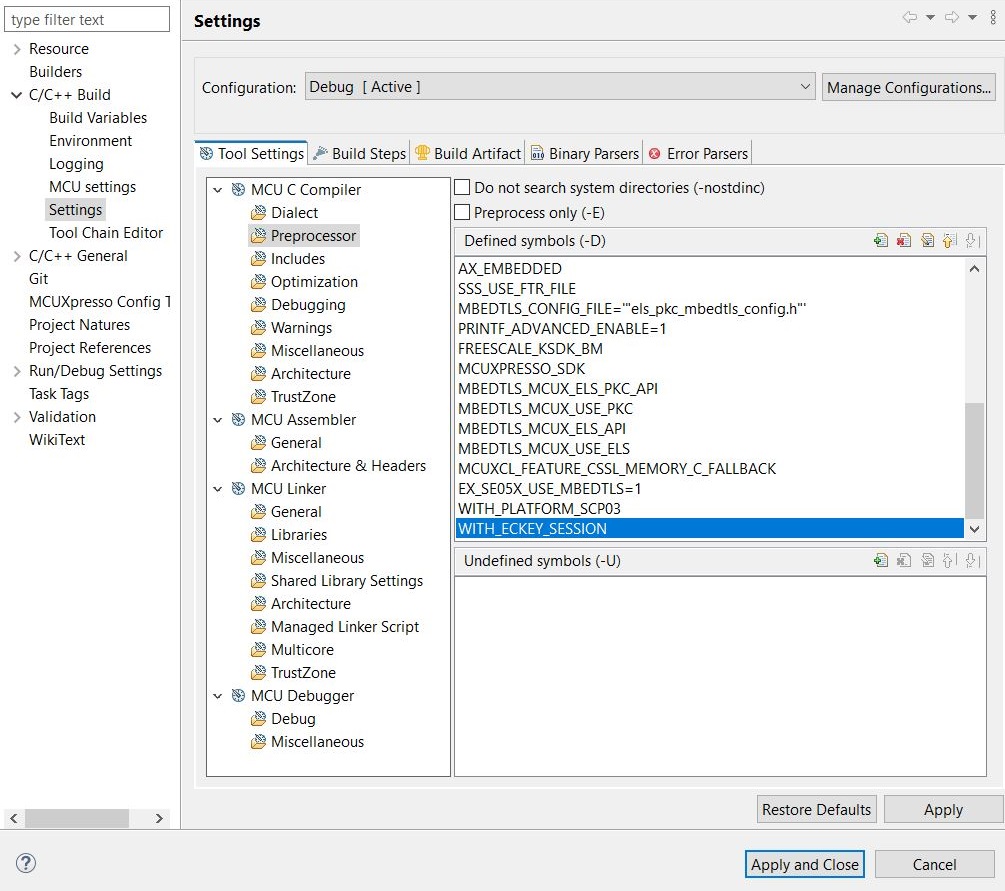 type filter text
Resource
Builders
C/C++ Build
Build Variables
Environment
Logging
MCU settings
Settings
Tool Chain Editor
C/C++ General
Git
MCUXpresso Config T
Project Natures
Project References
Run/Debug Settings
Task Tags
Validation
WikiText
Settings
Configuration: Debug [ Active ] Manage Configurations...
Tool Settings Build Steps Build Artifact Binary Parsers Error Parsers
MCU C Compiler
Dialect
Preprocessor
Includes
Optimization
Debugging
Warnings
Miscellaneous
Architecture
TrustZone
MCU Assembler
General
Architecture & Headers
MCU Linker
General
Libraries
Miscellaneous
Shared Library Settings
Architecture
Managed Linker Script
Multicore
TrustZone
MCU Debugger
Debug
Miscellaneous
Do not search system directories (-nostdinc)
Preprocess only (-E)
Defined symbols (-D)
AX_EMBEDDED
SSS_USE_FTR_FILE
MBEDTLS_CONFIG_FILE='"els_pkc_mbedtls_config.h"'
PRINTF_ADVANCED_ENABLE=1
FREESCALE_KSDK_BM
MCUXPRESSO_SDK
MBEDTLS_MCUX_ELS_PKC_API
MBEDTLS_MCUX_USE_PKC
MBEDTLS_MCUX_ELS_API
MBEDTLS_MCUX_USE_ELS
MCUXCL_FEATURE_CSSL_MEMORY_C_FALLBACK
EX_SE05X_USE_MBEDTLS=1
WITH_PLATFORM_SCP03
WITH_ECKEY_SESSION
Undefined symbols (-U)
Restore Defaults Apply
Apply and Close Cancel